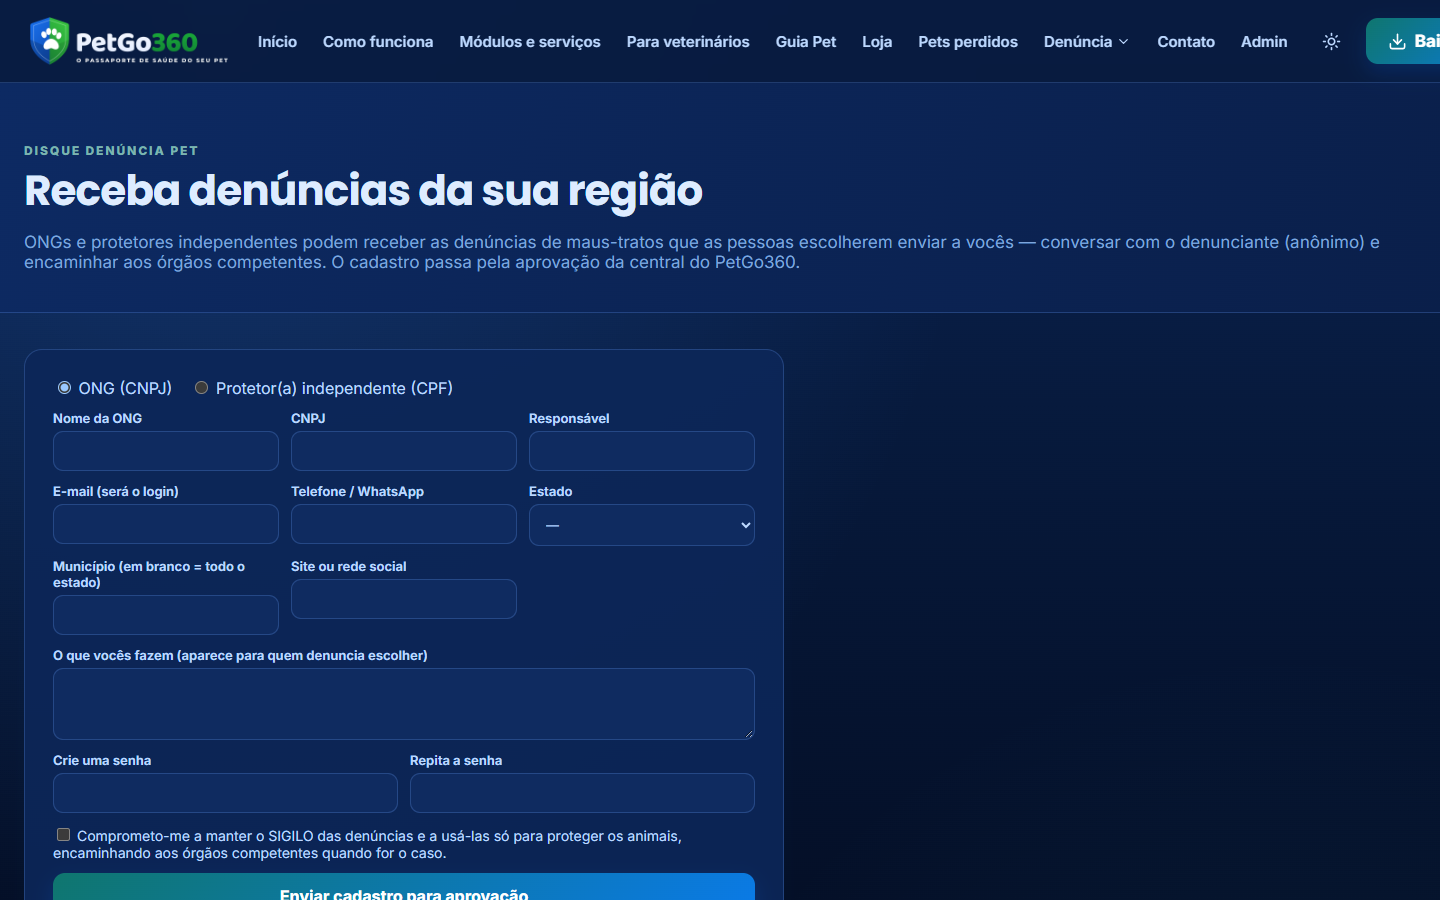 PetGo360
O PASSAPORTE DE SAÚDE DO SEU PET
Início
Como funciona
Módulos e serviços
Para veterinários
Guia Pet
Loja
Pets perdidos
Denúncia
Contato
Admin
Bai
DISQUE DENÚNCIA PET
Receba denúncias da sua região
ONGs e protetores independentes podem receber as denúncias de maus-tratos que as pessoas escolherem enviar a vocês — conversar com o denunciante (anônimo) e
encaminhar aos órgãos competentes. O cadastro passa pela aprovação da central do PetGo360.
ONG (CNPJ)
Protetor(a) independente (CPF)
Nome da ONG
CNPJ
Responsável
E-mail (será o login)
Telefone / WhatsApp
Estado
—
Município (em branco = todo o
estado)
Site ou rede social
O que vocês fazem (aparece para quem denuncia escolher)
Crie uma senha
Repita a senha
Comprometo-me a manter o SIGILO das denúncias e a usá-las só para proteger os animais,
encaminhando aos órgãos competentes quando for o caso.
Enviar cadastro para aprovação